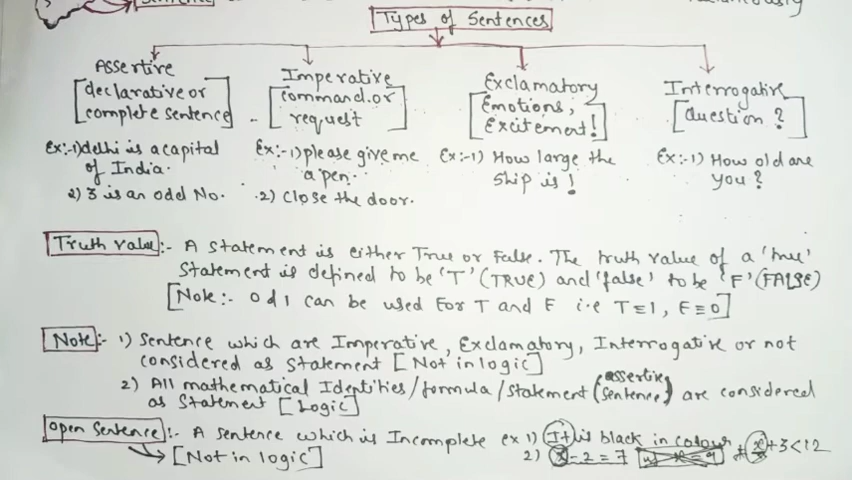 Sentence
Types of Sentences
Assertive
[declarative or
complete sentence]
Ex:-1) delhi is a capital
of India.
2) 3 is an odd No.
Imperative
[command or
request]
Ex:-1) please give me
a pen.
2) Close the door.
Exclamatory
[Emotions,
Excitement!]
Ex:-1) How large the
ship is!
Interrogative
[Question ?]
Ex:-1) How old are
you ?
Truth value:- A statement is either True or False. The truth value of a 'true'
statement is defined to be 'T' (TRUE) and 'false' to be 'F' (FALSE)
[Note:- 0 & 1 can be used For T and F i.e T≡1, F≡0]
Note:- 1) Sentence which are Imperative, Exclamatory, Interrogative or not
considered as statement [Not in logic]
2) All mathematical Identities/formula/statement (assertive sentence) are considered
as Statement [Logic]
Open Sentence:- A sentence which is Incomplete ex 1) It is black in colour
→ [Not in logic] 2) x-2=7 x+3<12